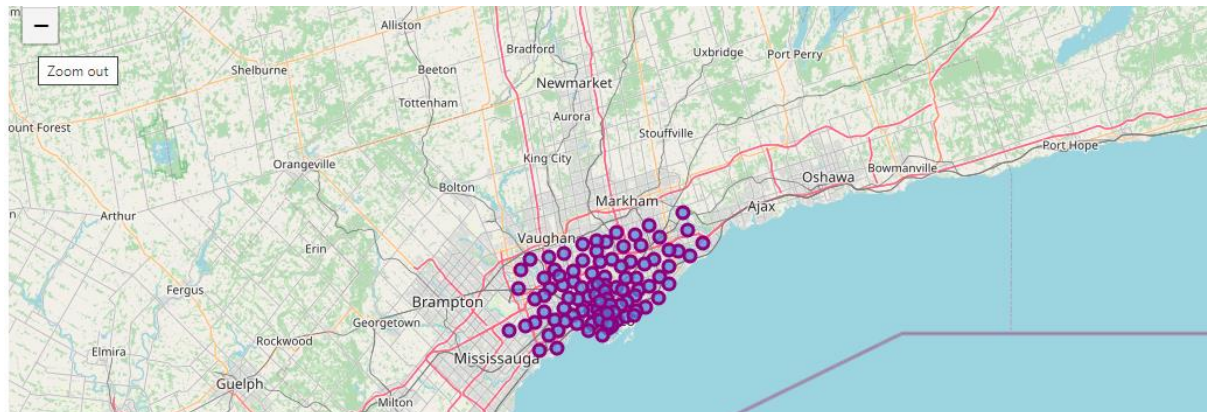 −
Zoom out
Alliston
Bradford
Uxbridge
Port Perry
Shelburne
Beeton
Newmarket
Tottenham
Aurora
Stouffville
ount Forest
King City
Orangeville
Port Hope
Bowmanville
Oshawa
Bolton
Markham
Ajax
Arthur
Vaughan
Erin
Fergus
Brampton
Georgetown
Rockwood
Elmira
Mississauga
Guelph
Milton